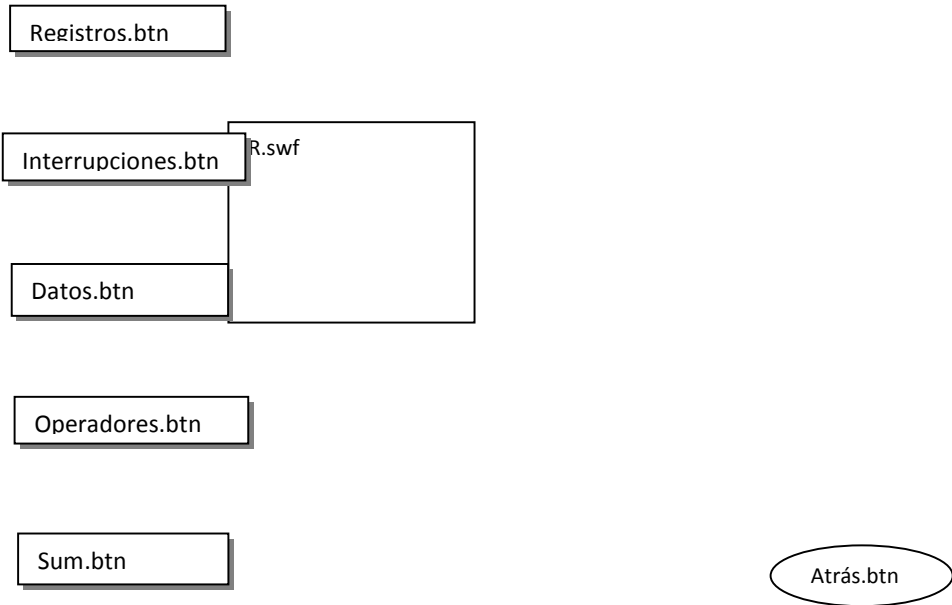 Registros.btn
Interrupciones.btn
R.swf
Datos.btn
Operadores.btn
Sum.btn
Atrás.btn